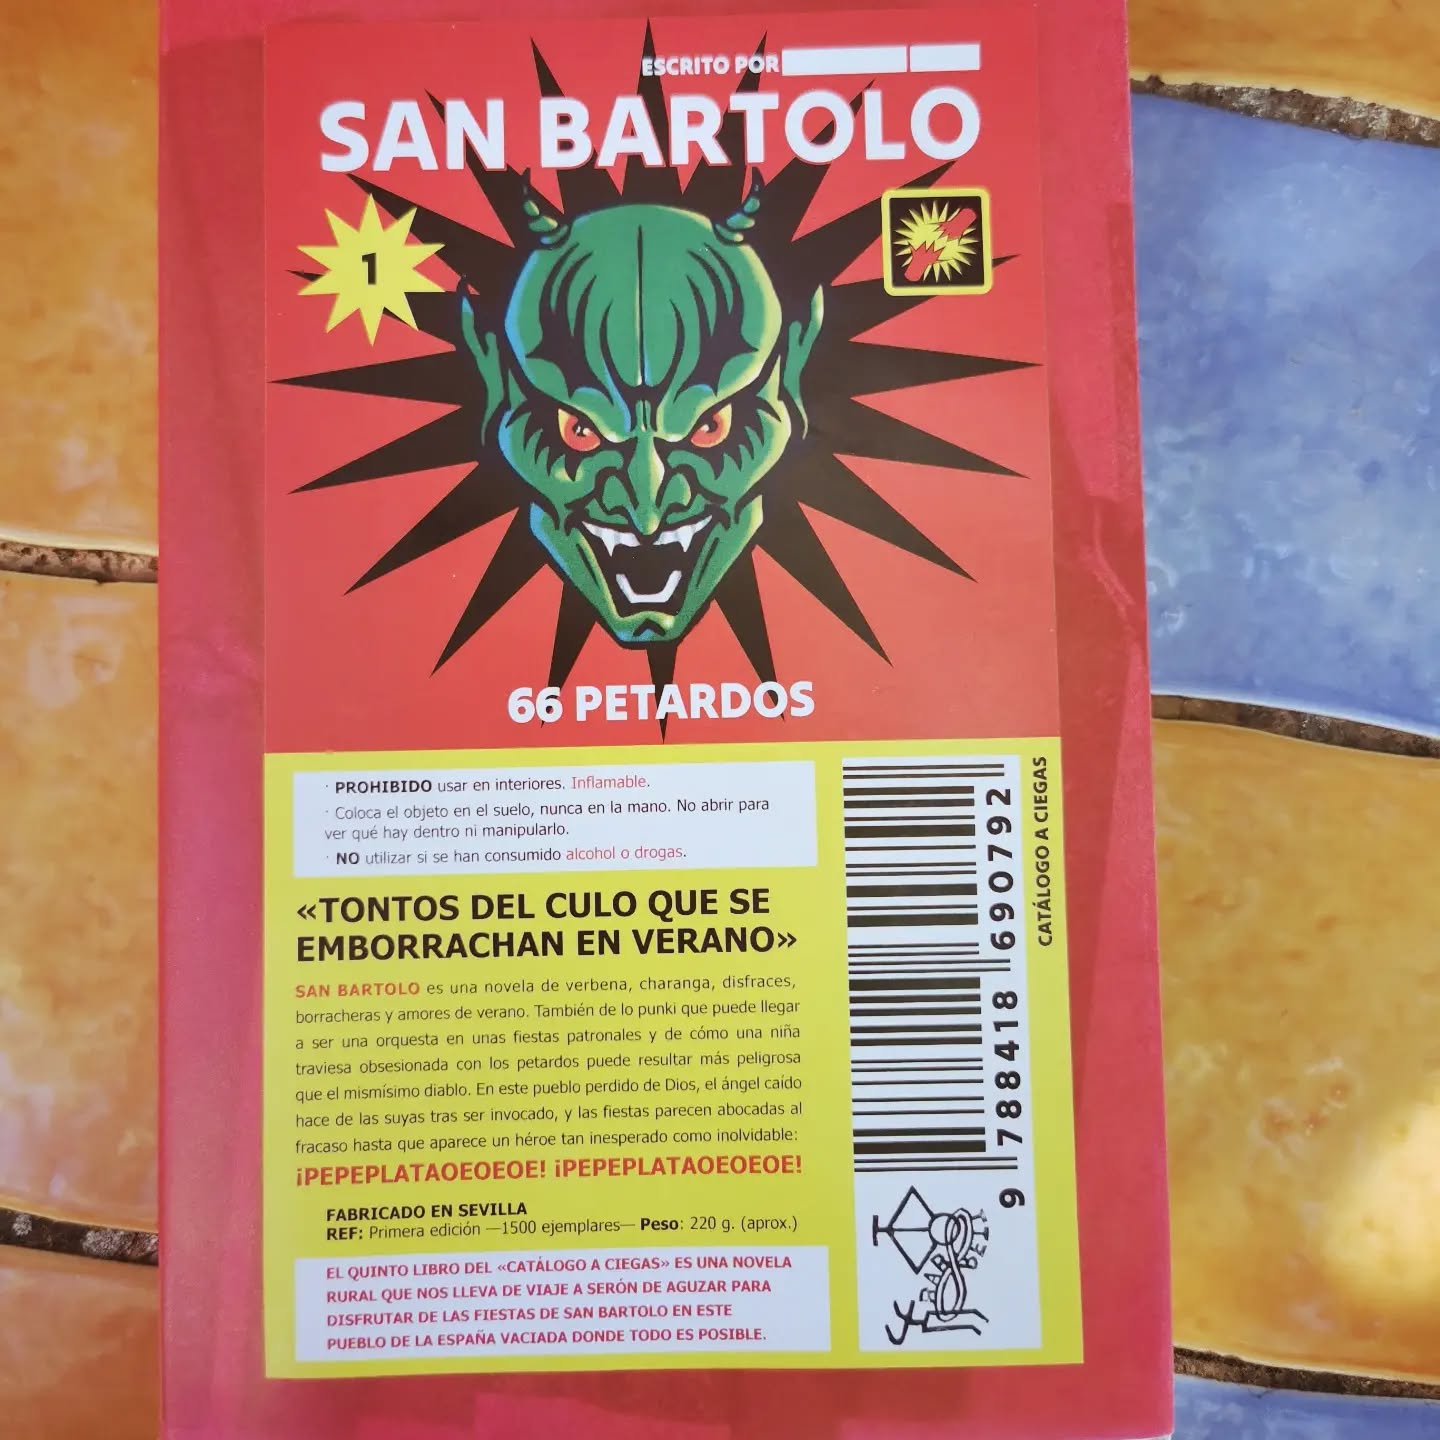 ESCRITO POR
SAN BARTOLO
1
66 PETARDOS
· PROHIBIDO usar en interiores. Inflamable.
· Coloca el objeto en el suelo, nunca en la mano. No abrir para
ver qué hay dentro ni manipularlo.
· NO utilizar si se han consumido alcohol o drogas.
«TONTOS DEL CULO QUE SE
EMBORRACHAN EN VERANO»
SAN BARTOLO es una novela de verbena, charanga, disfraces,
borracheras y amores de verano. También de lo punki que puede llegar
a ser una orquesta en unas fiestas patronales y de cómo una niña
traviesa obsesionada con los petardos puede resultar más peligrosa
que el mismísimo diablo. En este pueblo perdido de Dios, el ángel caído
hace de las suyas tras ser invocado, y las fiestas parecen abocadas al
fracaso hasta que aparece un héroe tan inesperado como inolvidable:
¡PEPEPLATAOEOEOE! ¡PEPEPLATAOEOEOE!
FABRICADO EN SEVILLA
REF: Primera edición —1500 ejemplares— Peso: 220 g. (aprox.)
EL QUINTO LIBRO DEL «CATÁLOGO A CIEGAS» ES UNA NOVELA
RURAL QUE NOS LLEVA DE VIAJE A SERÓN DE AGUZAR PARA
DISFRUTAR DE LAS FIESTAS DE SAN BARTOLO EN ESTE
PUEBLO DE LA ESPAÑA VACIADA DONDE TODO ES POSIBLE.
9 788418 690792
CATÁLOGO A CIEGAS